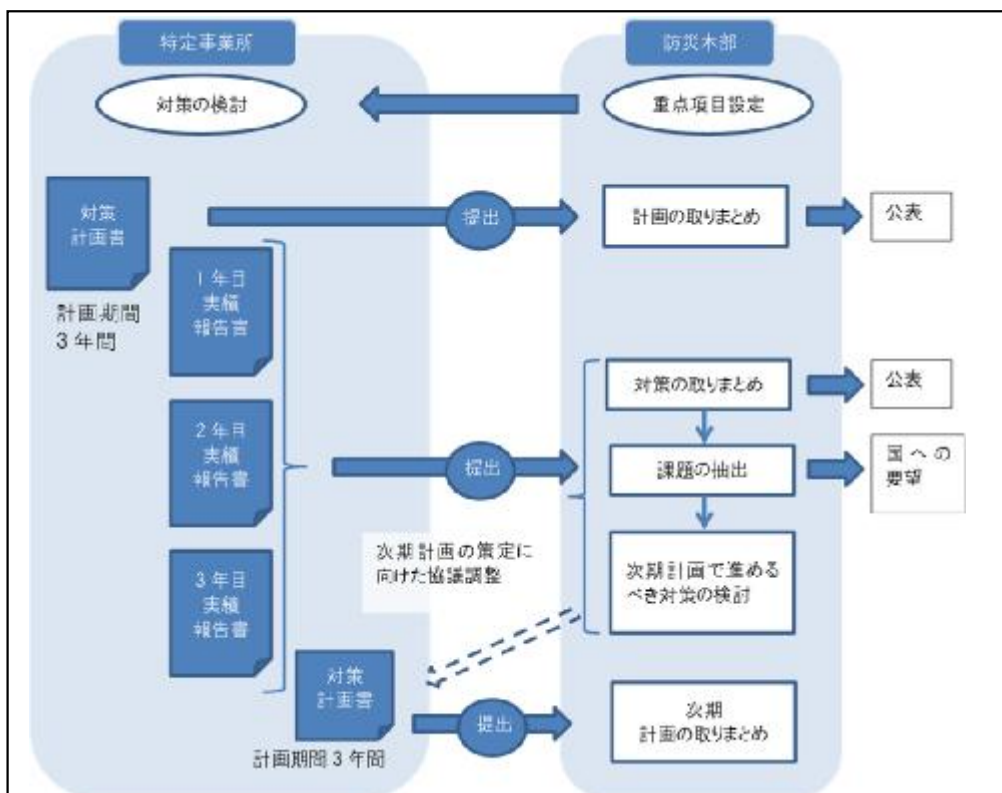 特定事業所
防災本部
対策の検討
重点項目設定
対策
計画書
提出
計画の取りまとめ
公表
計画期間
3年間
1年目
実績
報告書
2年目
実績
報告書
3年目
実績
報告書
提出
対策の取りまとめ
公表
課題の抽出
国への
要望
次期計画で進める
べき対策の検討
次期計画の策定に
向けた協議調整
対策
計画書
計画期間3年間
提出
次期
計画の取りまとめ